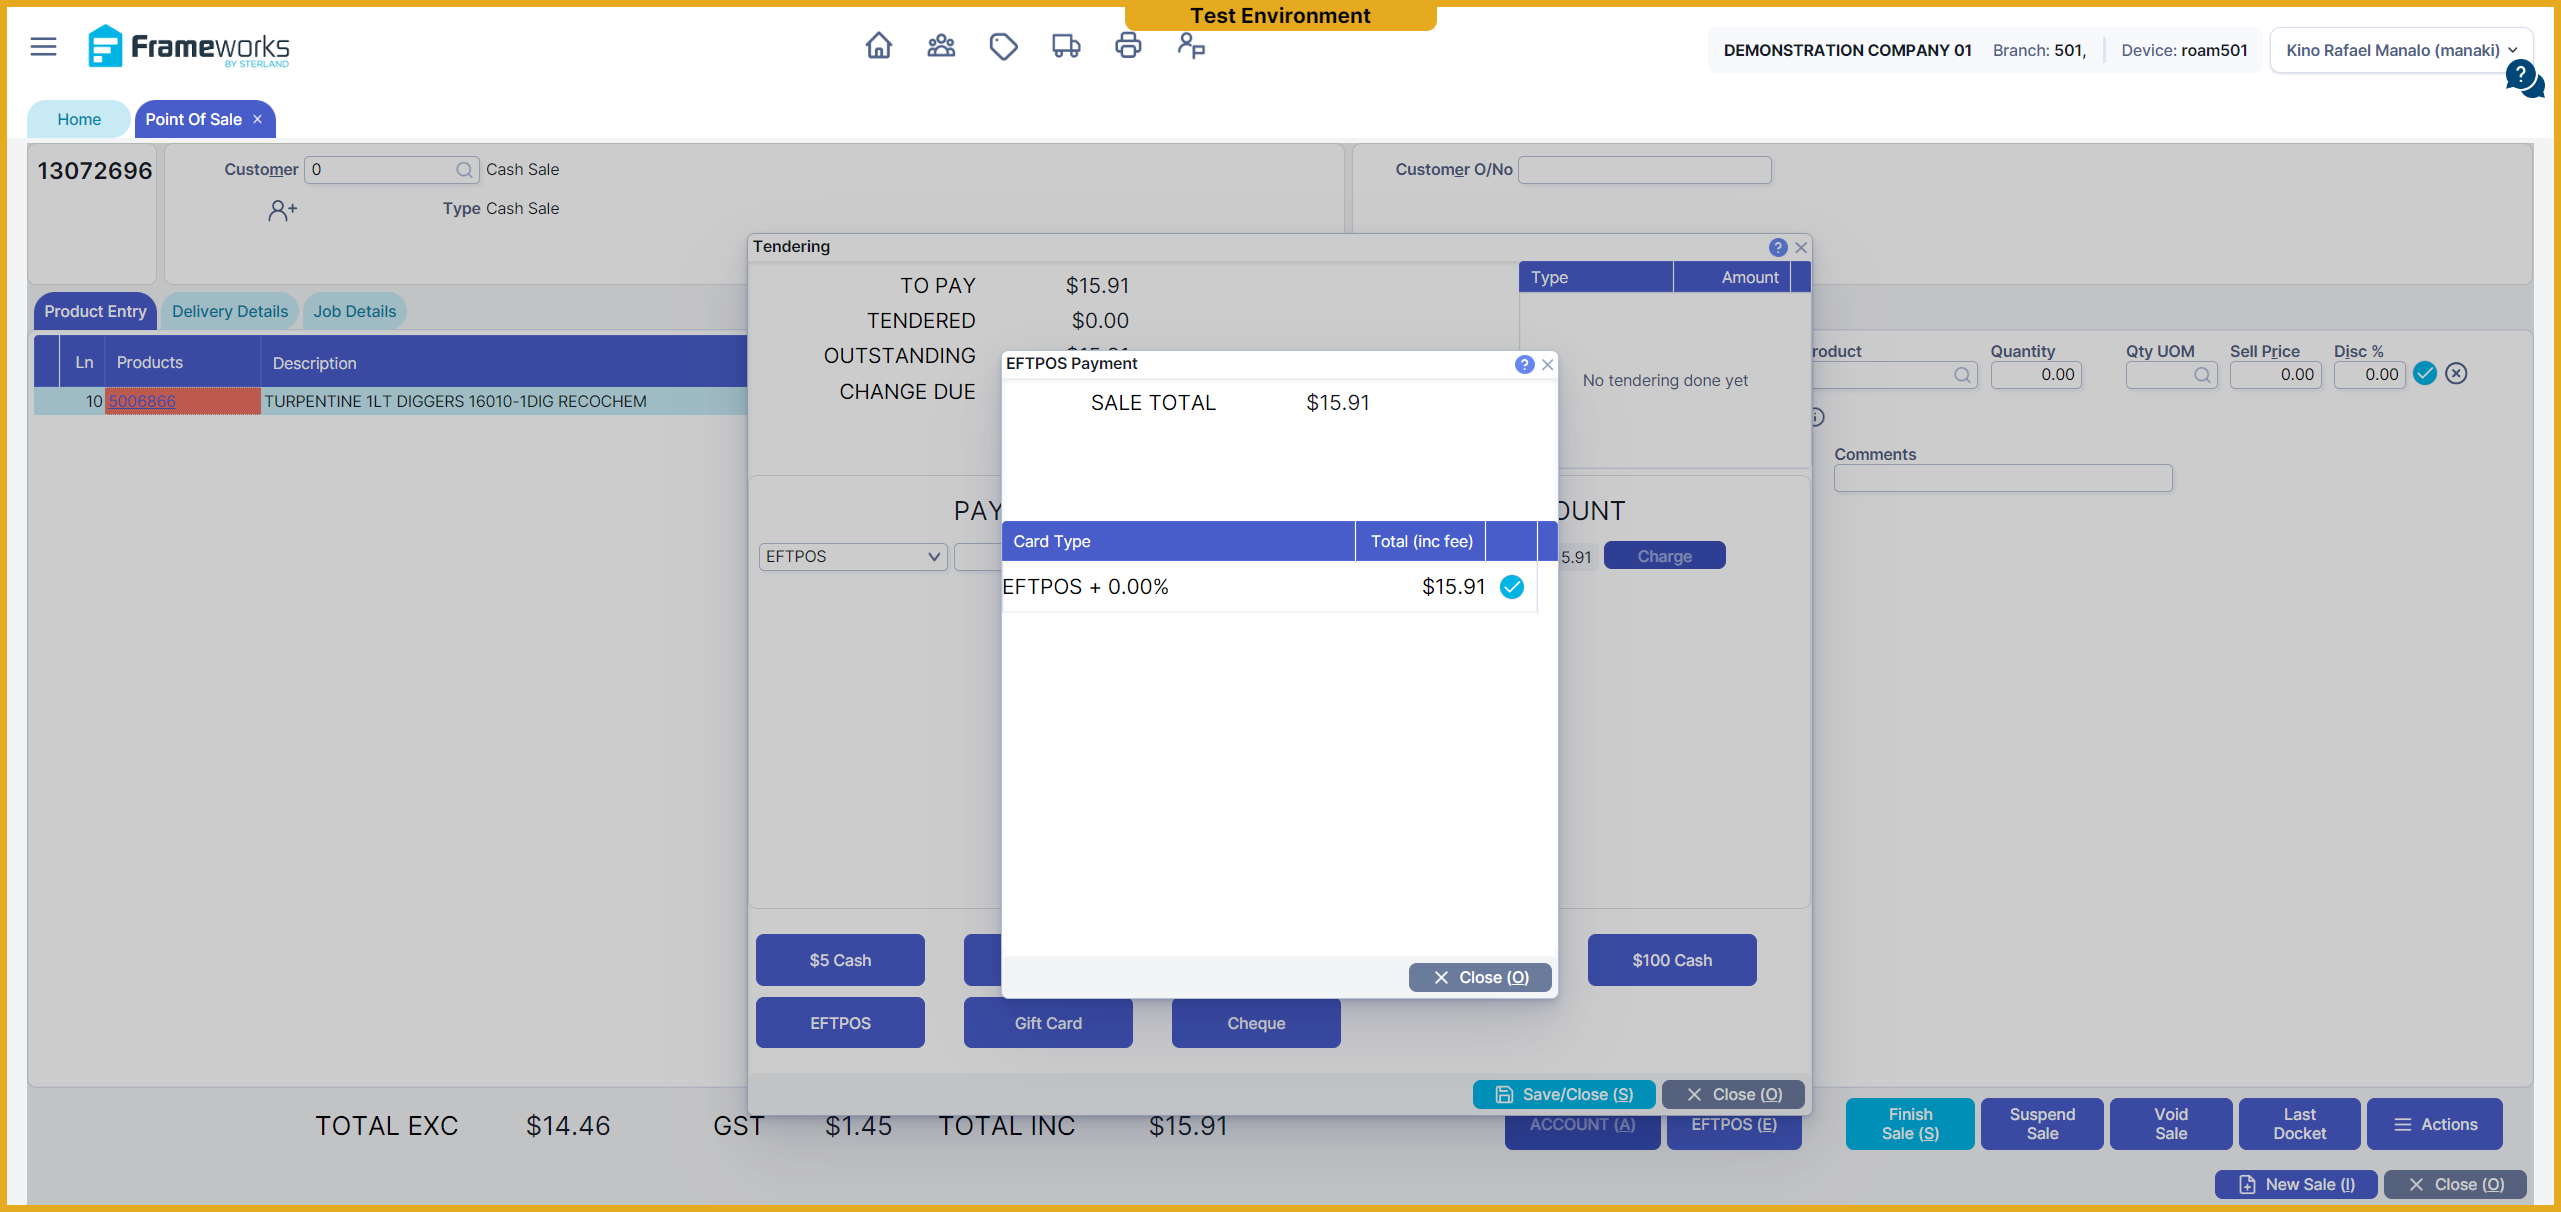 Test Environment
Frameworks
BY STERLAND
DEMONSTRATION COMPANY 01 Branch: 501, Device: roam501
Kino Rafael Manalo (manaki)
?
Home
Point Of Sale ×
13072696
Customer 0 Cash Sale
Type Cash Sale
Customer O/No
Product Entry
Delivery Details
Job Details
Ln Products Description
10 5006866 TURPENTINE 1LT DIGGERS 16010-1DIG RECOCHEM
Tendering
?
TO PAY $15.91
TENDERED $0.00
OUTSTANDING
CHANGE DUE
Type Amount
No tendering done yet
EFTPOS
5.91
Charge
EFTPOS Payment
?
SALE TOTAL $15.91
Card Type Total (inc fee)
EFTPOS + 0.00% $15.91
Close (O)
$5 Cash
$100 Cash
EFTPOS
Gift Card
Cheque
Save/Close (S)
Close (O)
roduct Quantity Qty UOM Sell Price Disc %
0.00 0.00 0.00
Comments
TOTAL EXC $14.46 GST $1.45 TOTAL INC $15.91
ACCOUNT (A)
EFTPOS (E)
Finish
Sale (S)
Suspend
Sale
Void
Sale
Last
Docket
Actions
New Sale (I)
Close (O)